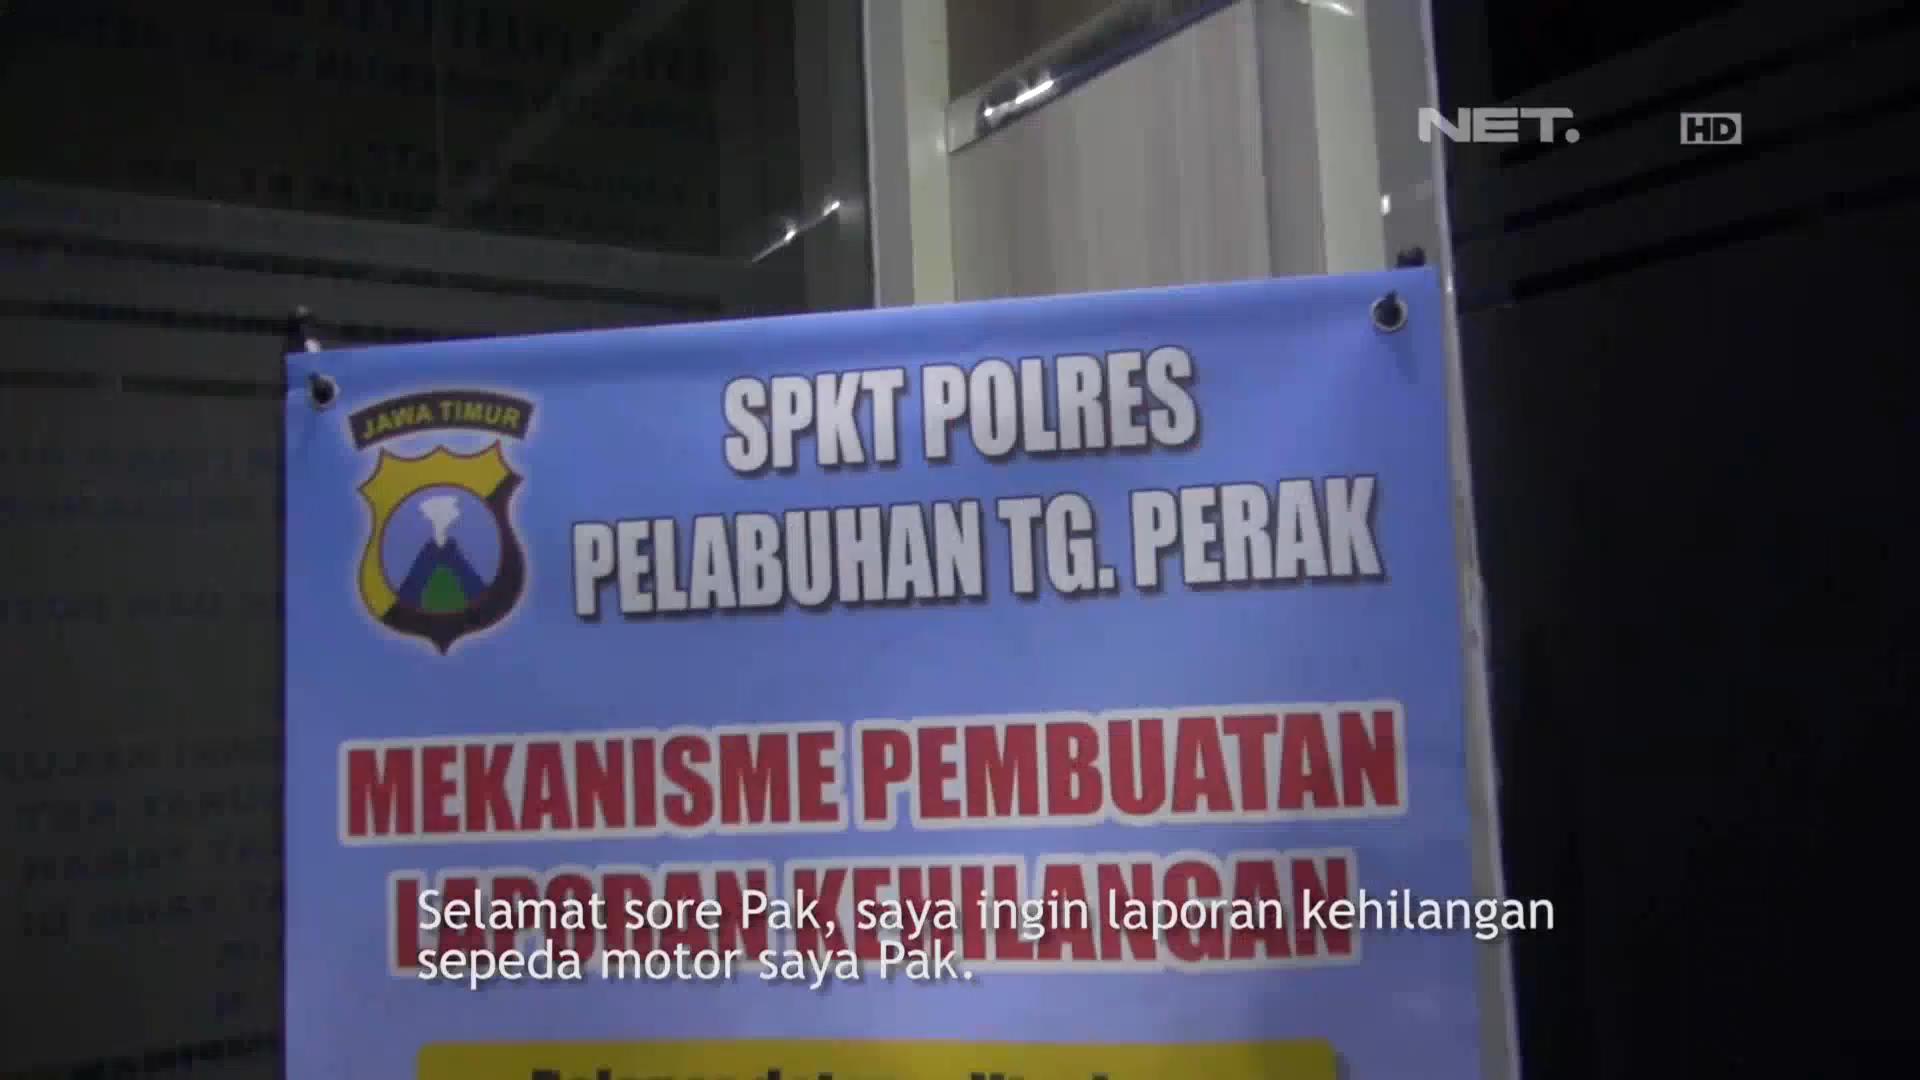 NET.
HD
JAWA TIMUR
SPKT POLRES
PELABUHAN TG. PERAK
MEKANISME PEMBUATAN
LAPORAN KEHILANGAN
Selamat sore Pak, saya ingin laporan kehilangan
sepeda motor saya Pak.